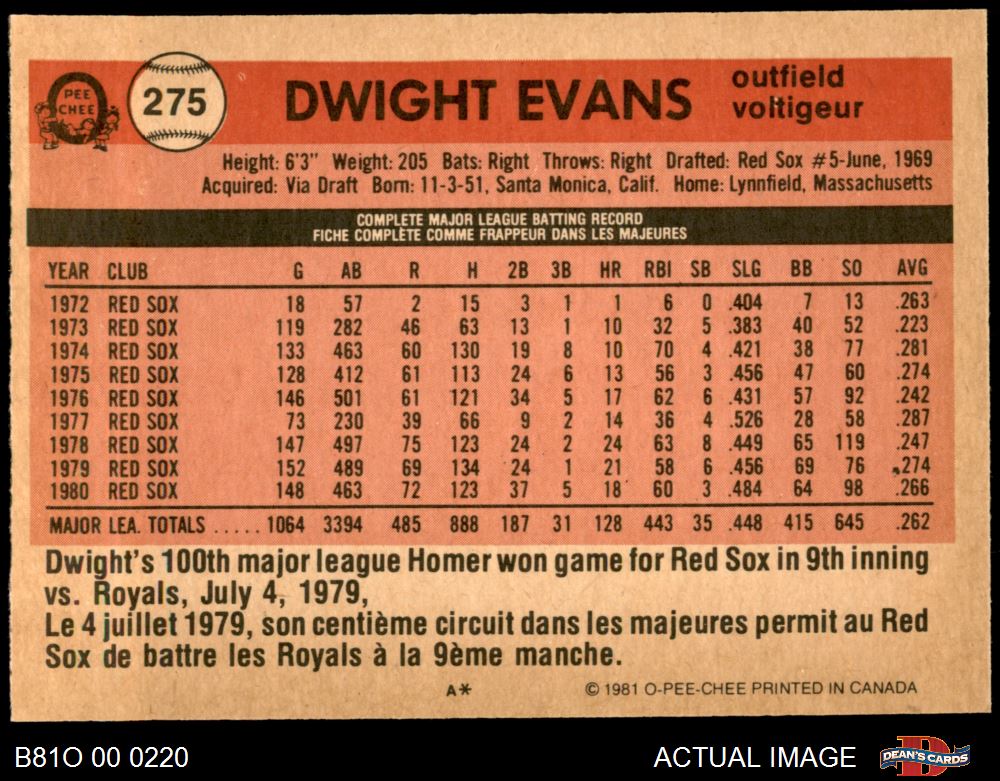 PEE
CHEE
275
DWIGHT EVANS
outfield
voltigeur
Height: 6'3" Weight: 205 Bats: Right Throws: Right Drafted: Red Sox #5-June, 1969
Acquired: Via Draft Born: 11-3-51, Santa Monica, Calif. Home: Lynnfield, Massachusetts
COMPLETE MAJOR LEAGUE BATTING RECORD
FICHE COMPLÈTE COMME FRAPPEUR DANS LES MAJEURES
YEAR CLUB G AB R H 2B 3B HR RBI SB SLG BB SO AVG
1972 RED SOX 18 57 2 15 3 1 1 6 0 .404 7 13 .263
1973 RED SOX 119 282 46 63 13 1 10 32 5 .383 40 52 .223
1974 RED SOX 133 463 60 130 19 8 10 70 4 .421 38 77 .281
1975 RED SOX 128 412 61 113 24 6 13 56 3 .456 47 60 .274
1976 RED SOX 146 501 61 121 34 5 17 62 6 .431 57 92 .242
1977 RED SOX 73 230 39 66 9 2 14 36 4 .526 28 58 .287
1978 RED SOX 147 497 75 123 24 2 24 63 8 .449 65 119 .247
1979 RED SOX 152 489 69 134 24 1 21 58 6 .456 69 76 .274
1980 RED SOX 148 463 72 123 37 5 18 60 3 .484 64 98 .266
MAJOR LEA. TOTALS ..... 1064 3394 485 888 187 31 128 443 35 .448 415 645 .262
Dwight's 100th major league Homer won game for Red Sox in 9th inning
vs. Royals, July 4, 1979,
Le 4 juillet 1979, son centième circuit dans les majeures permit au Red
Sox de battre les Royals à la 9ème manche.
A* © 1981 O-PEE-CHEE PRINTED IN CANADA
B81O 00 0220
ACTUAL IMAGE
DEAN'S CARDS